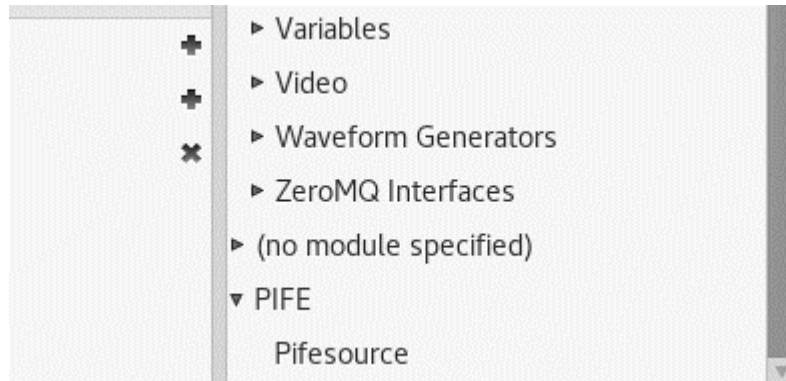 Variables
Video
Waveform Generators
ZeroMQ Interfaces
(no module specified)
PIFE
Pifesource